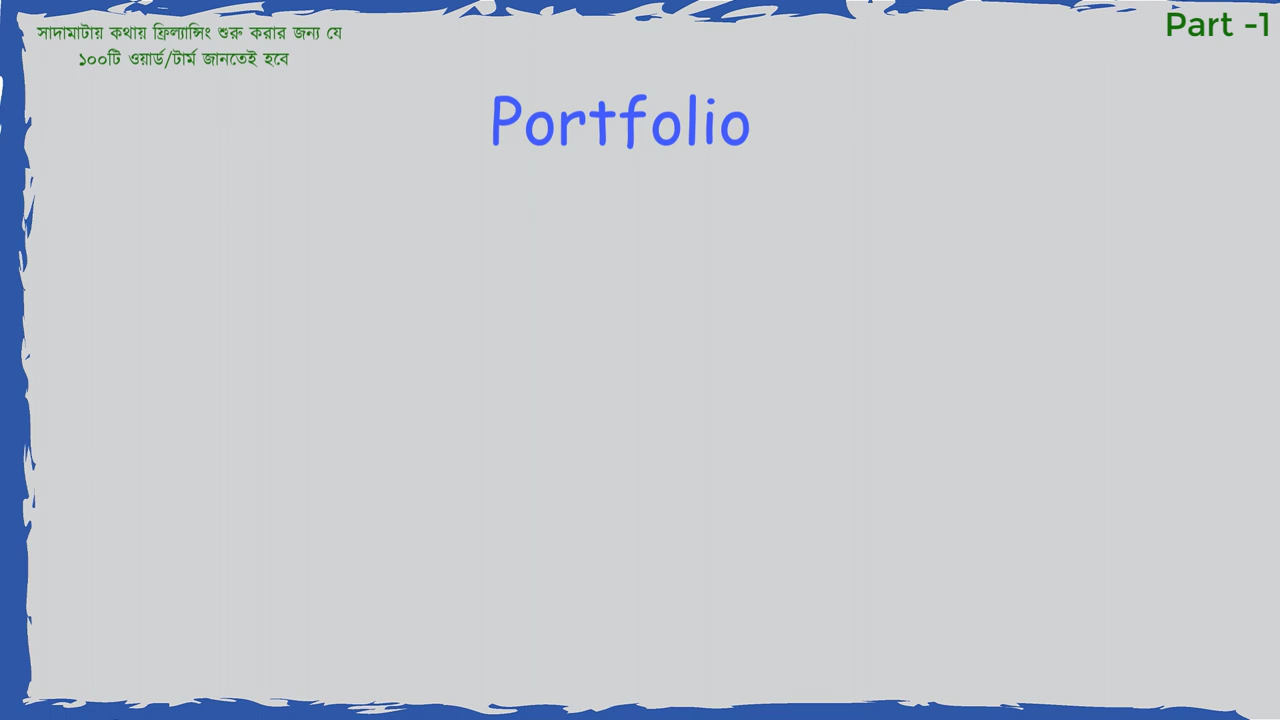 সাদামাটায় কথায় ফ্রিল্যান্সিং শুরু করার জন্য যে
১০০টি ওয়ার্ড/টার্ম জানতেই হবে
Part -1
Portfolio